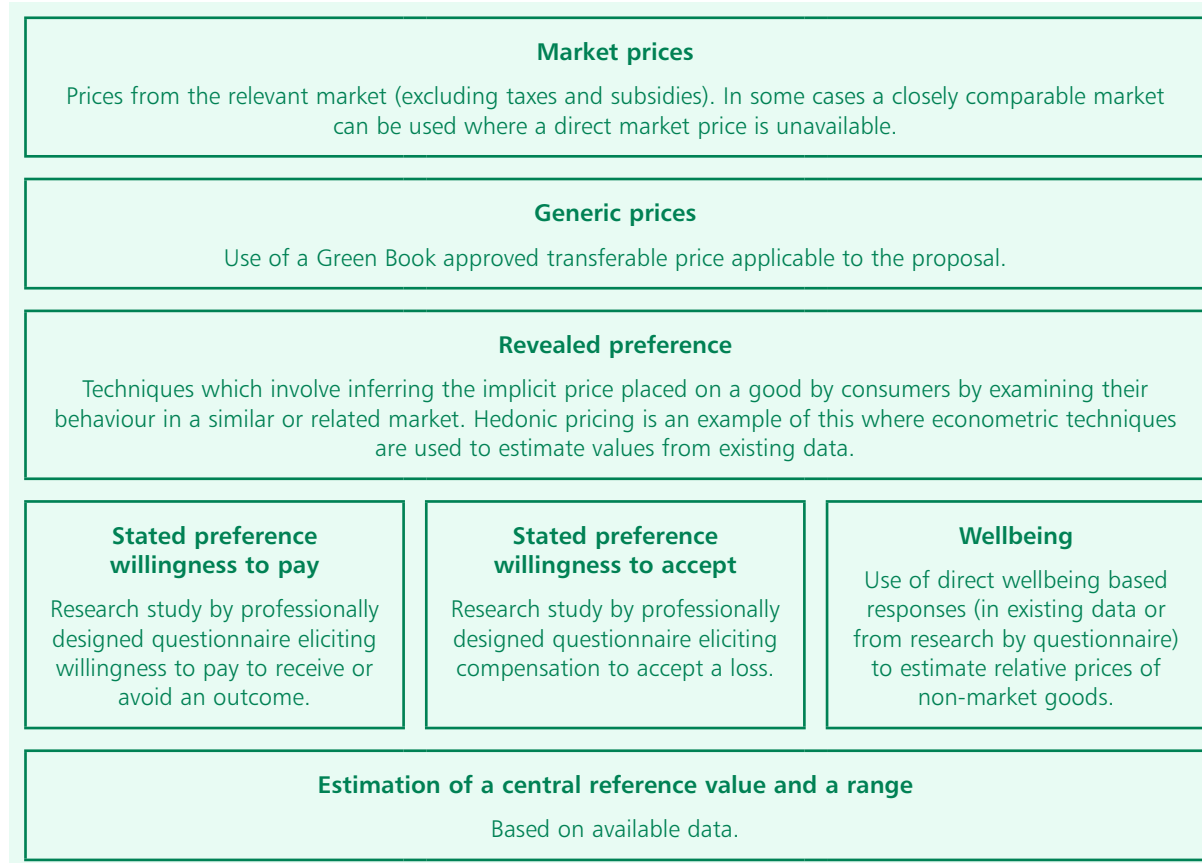 Market prices
Prices from the relevant market (excluding taxes and subsidies). In some cases a closely comparable market
can be used where a direct market price is unavailable.
Generic prices
Use of a Green Book approved transferable price applicable to the proposal.
Revealed preference
Techniques which involve inferring the implicit price placed on a good by consumers by examining their
behaviour in a similar or related market. Hedonic pricing is an example of this where econometric techniques
are used to estimate values from existing data.
Stated preference
willingness to pay
Research study by professionally
designed questionnaire eliciting
willingness to pay to receive or
avoid an outcome.
Stated preference
willingness to accept
Research study by professionally
designed questionnaire eliciting
compensation to accept a loss.
Wellbeing
Use of direct wellbeing based
responses (in existing data or
from research by questionnaire)
to estimate relative prices of
non-market goods.
Estimation of a central reference value and a range
Based on available data.